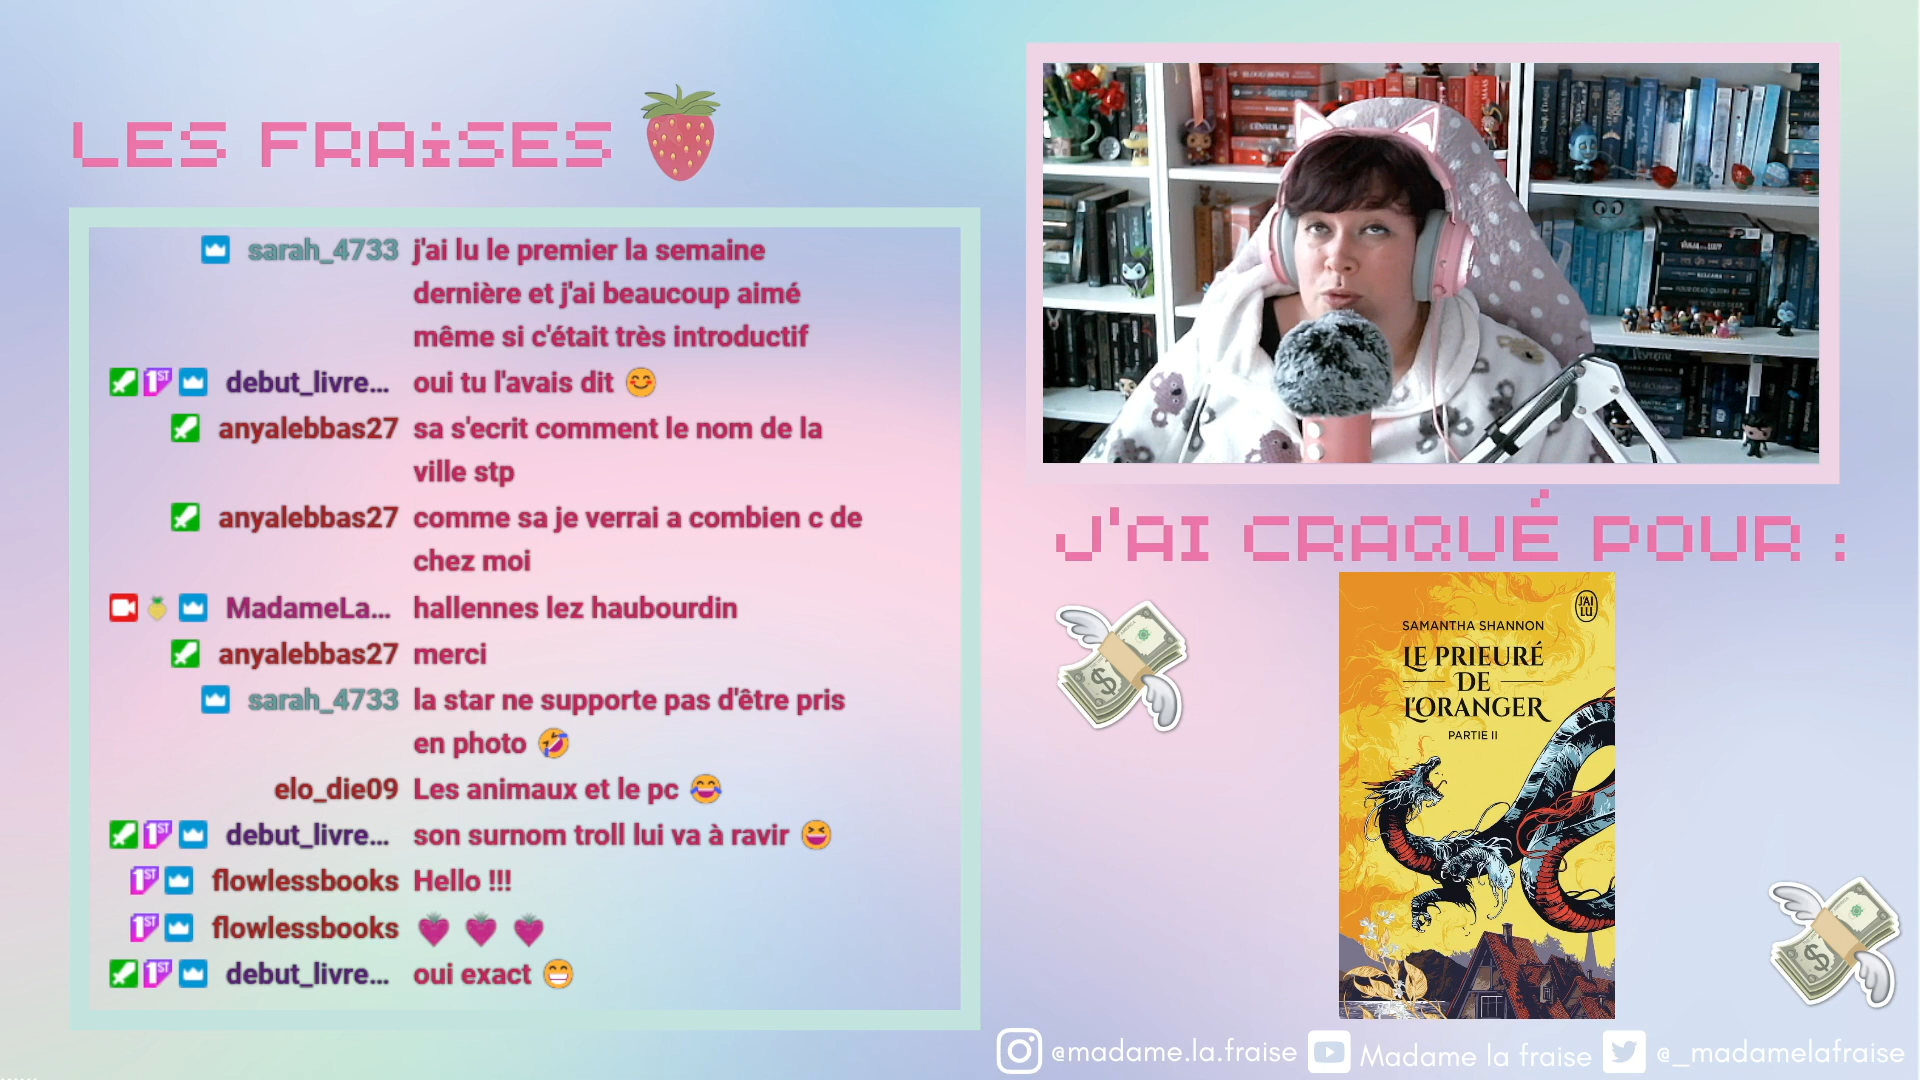 LES FRAiSES
sarah_4733 j'ai lu le premier la semaine
dernière et j'ai beaucoup aimé
même si c'était très introductif
1ST debut_livre... oui tu l'avais dit 😊
anyalebbas27 sa s'ecrit comment le nom de la
ville stp
anyalebbas27 comme sa je verrai a combien c de
chez moi
MadameLa... hallennes lez haubourdin
anyalebbas27 merci
sarah_4733 la star ne supporte pas d'être pris
en photo 🤣
elo_die09 Les animaux et le pc 😂
1ST debut_livre... son surnom troll lui va à ravir 😆
1ST flowlessbooks Hello !!!
1ST flowlessbooks
1ST debut_livre... oui exact 😁
J'AI CRAQUÉ POUR :
J'AI
LU
SAMANTHA SHANNON
LE PRIEURÉ
DE
L'ORANGER
PARTIE II
@madame.la.fraise
Madame la fraise
@_madamelafraise